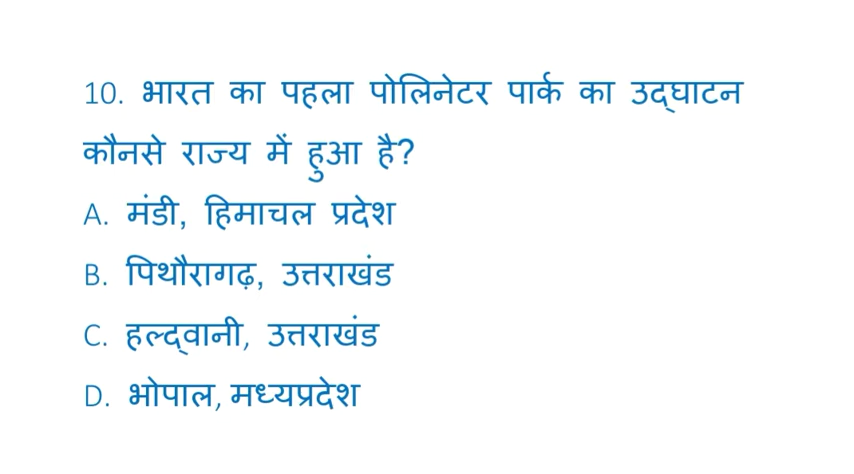 10. भारत का पहला पोलिनेटर पार्क का उद्घाटन
कौनसे राज्य में हुआ है?
A. मंडी, हिमाचल प्रदेश
B. पिथौरागढ़, उत्तराखंड
C. हल्द्वानी, उत्तराखंड
D. भोपाल, मध्यप्रदेश